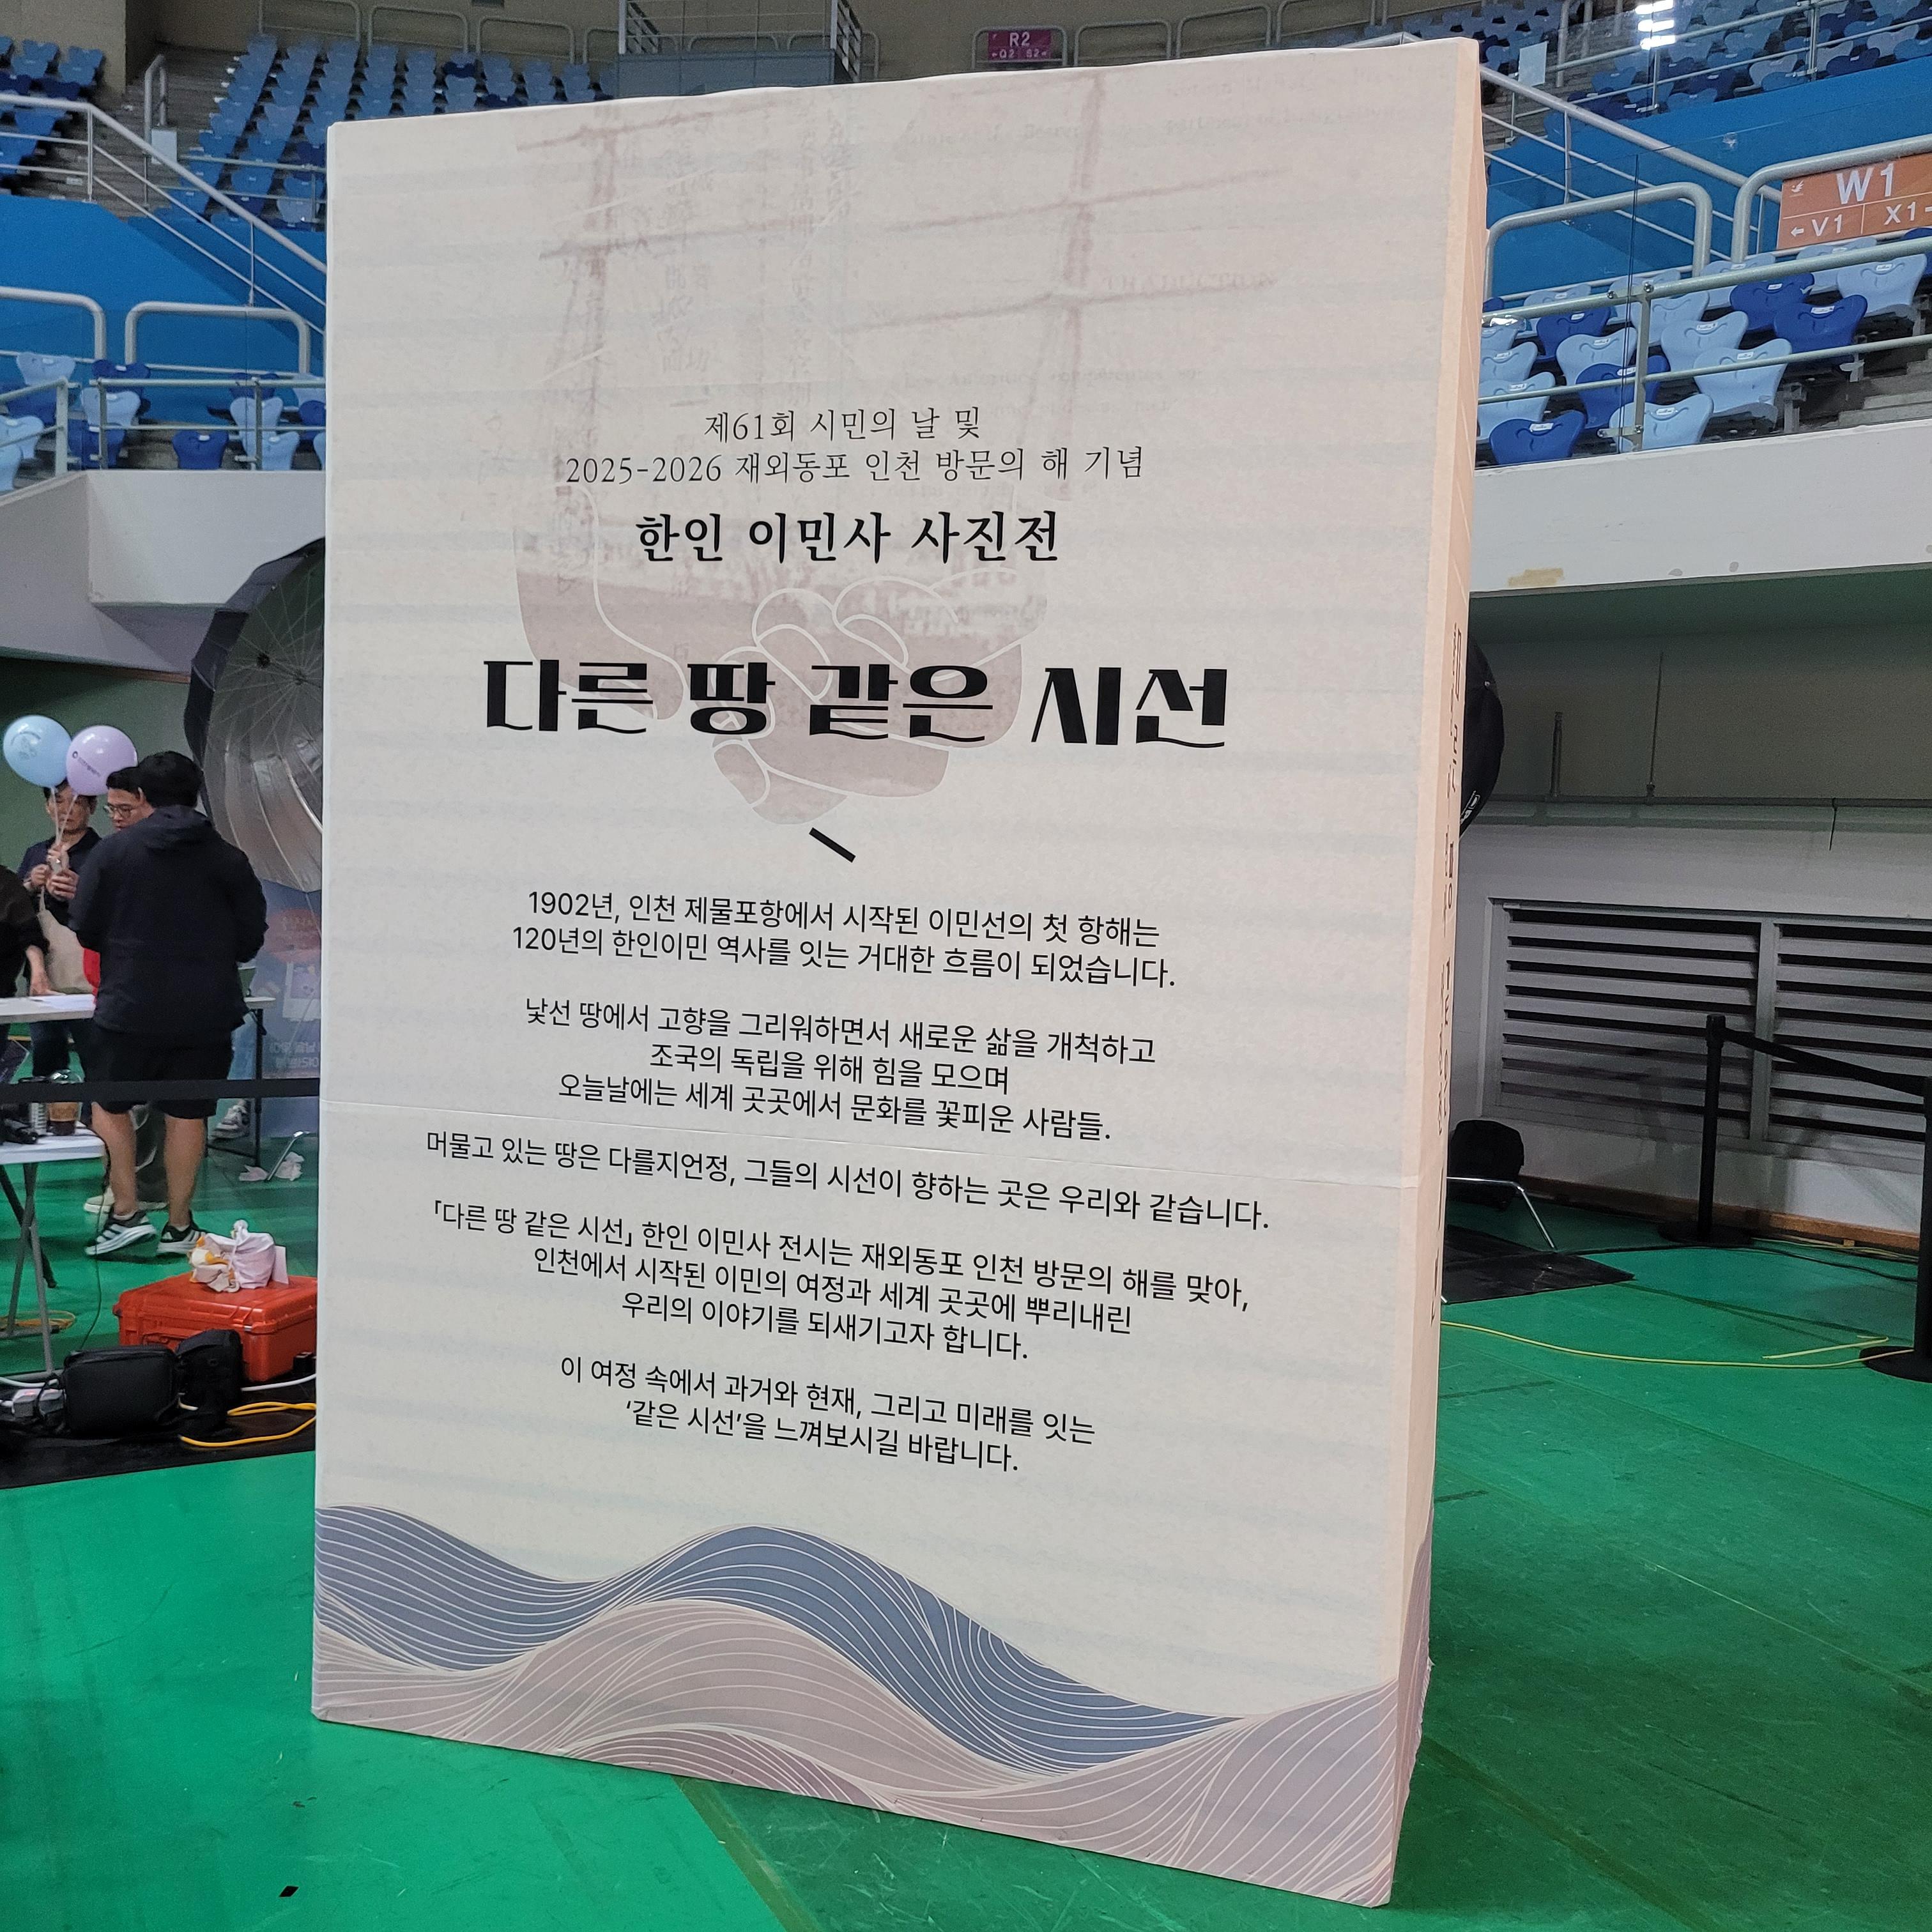 R2
←Q2 S2→
W1
←V1 X1→
제61회 시민의 날 및
2025-2026 재외동포 인천 방문의 해 기념
한인 이민사 사진전
다른 땅 같은 시선
1902년, 인천 제물포항에서 시작된 이민선의 첫 항해는
120년의 한인이민 역사를 잇는 거대한 흐름이 되었습니다.
낯선 땅에서 고향을 그리워하면서 새로운 삶을 개척하고
조국의 독립을 위해 힘을 모으며
오늘날에는 세계 곳곳에서 문화를 꽃피운 사람들.
머물고 있는 땅은 다를지언정, 그들의 시선이 향하는 곳은 우리와 같습니다.
「다른 땅 같은 시선」 한인 이민사 전시는 재외동포 인천 방문의 해를 맞아,
인천에서 시작된 이민의 여정과 세계 곳곳에 뿌리내린
우리의 이야기를 되새기고자 합니다.
이 여정 속에서 과거와 현재, 그리고 미래를 잇는
‘같은 시선’을 느껴보시길 바랍니다.